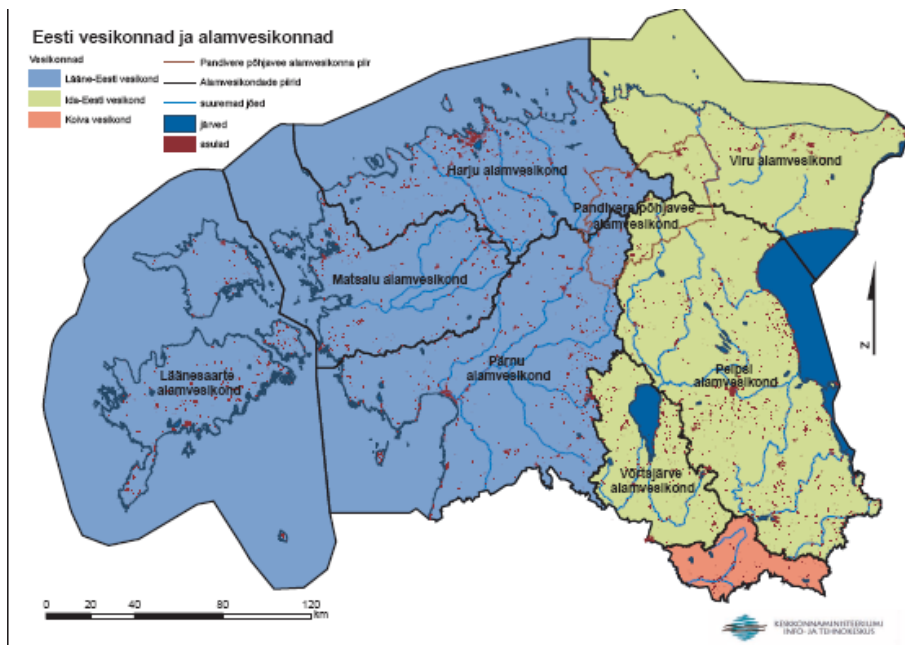 Eesti vesikonnad ja alamvesikonnad
Vesikonnad
Lääne-Eesti vesikond
Ida-Eesti vesikond
Koiva vesikond
Pandivere põhjavee alamvesikonna piir
Alamvesikondade piirid
suuremad jõed
järved
asulad
Harju alamvesikond
Viru alamvesikond
Pandivere põhjavee
alamvesikond
Matsalu alamvesikond
Läänesaarte
alamvesikond
Pärnu
alamvesikond
Peipsi
alamvesikond
Võrtsjärve
alamvesikond
N
0 20 40 80 120
km
KESKKONNAMINISTEERIUMI
INFO- JA TEHNOKESKUS